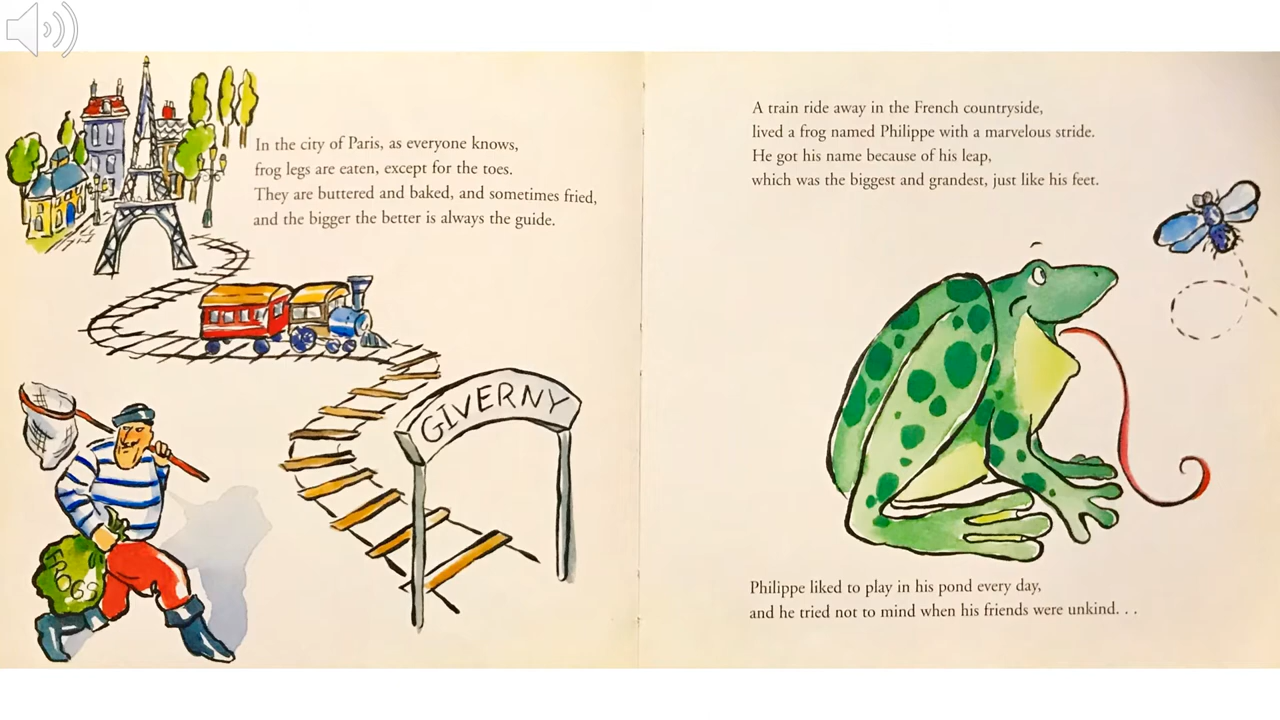 In the city of Paris, as everyone knows,
frog legs are eaten, except for the toes.
They are buttered and baked, and sometimes fried,
and the bigger the better is always the guide.
GIVERNY
FROGS
A train ride away in the French countryside,
lived a frog named Philippe with a marvelous stride.
He got his name because of his leap,
which was the biggest and grandest, just like his feet.
Philippe liked to play in his pond every day,
and he tried not to mind when his friends were unkind. . .